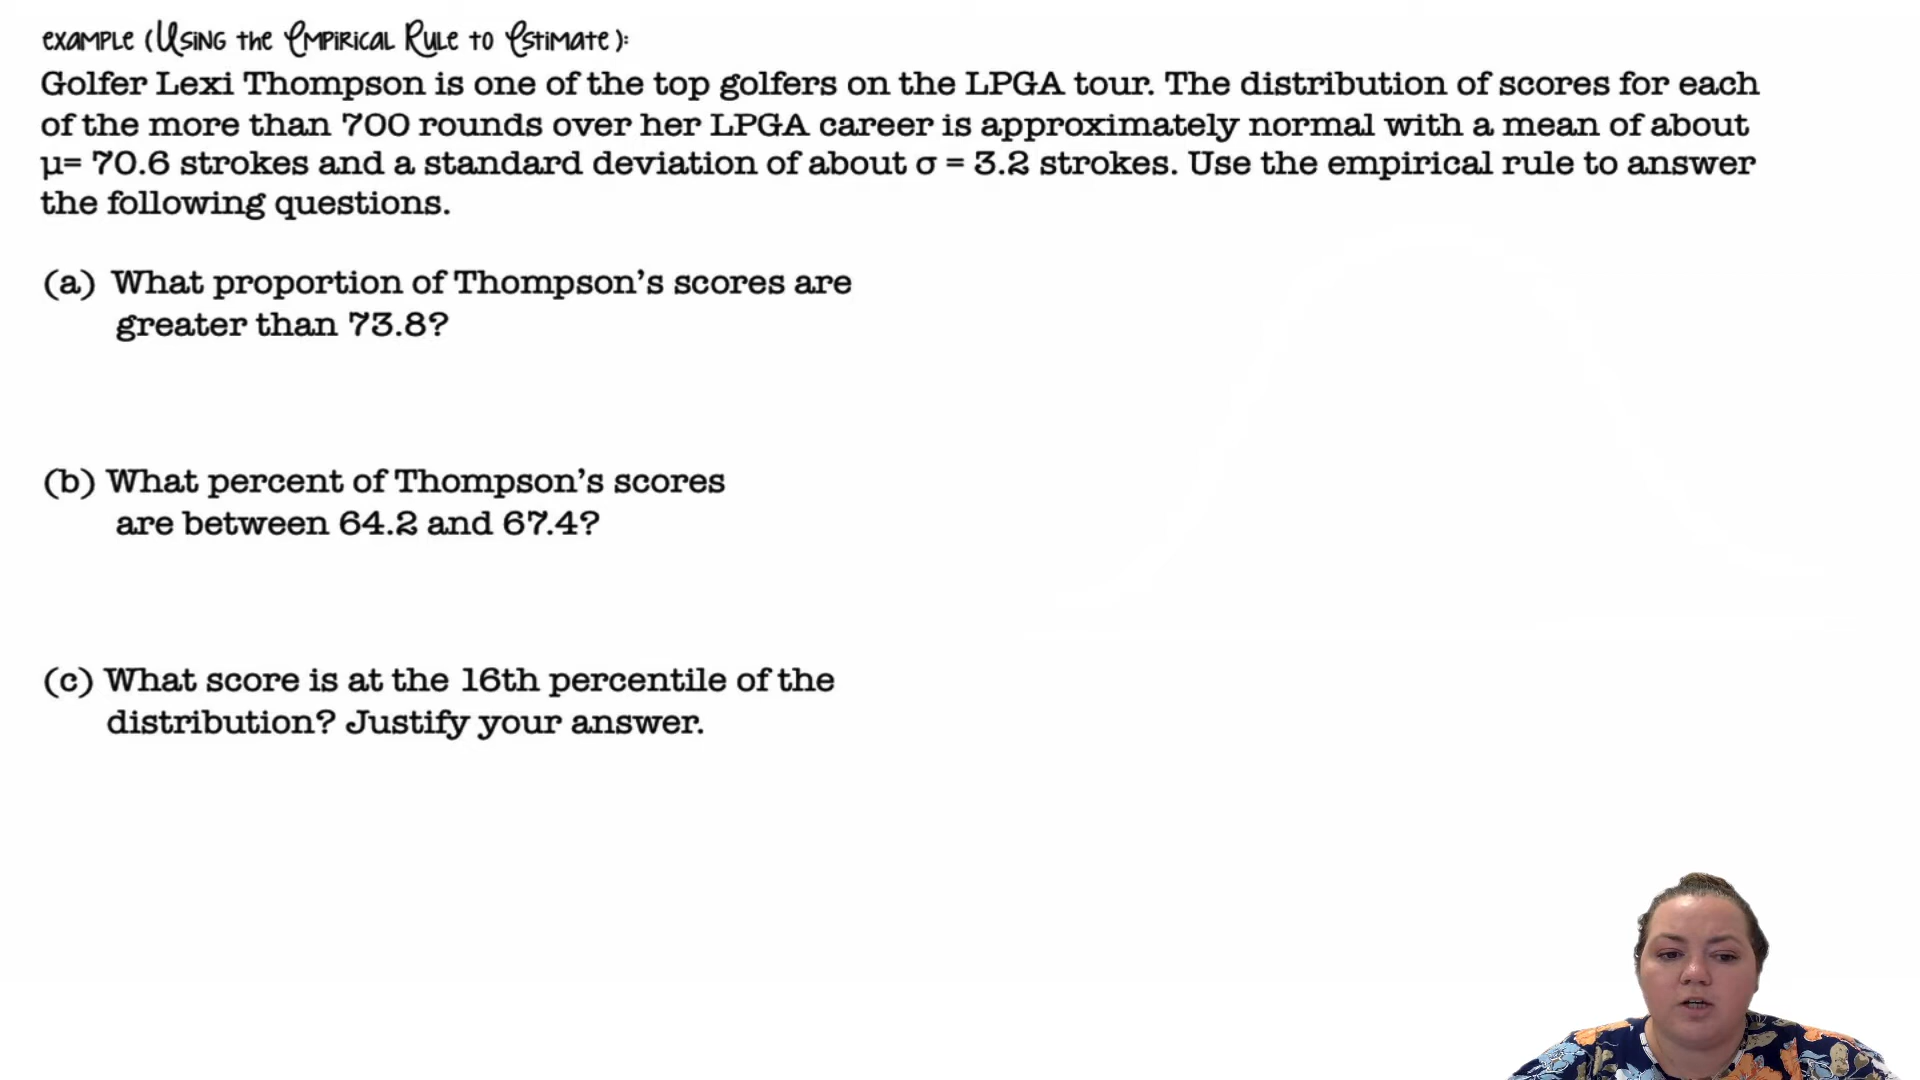 example (Using the Empirical Rule to Estimate):
Golfer Lexi Thompson is one of the top golfers on the LPGA tour. The distribution of scores for each
of the more than 700 rounds over her LPGA career is approximately normal with a mean of about
μ= 70.6 strokes and a standard deviation of about σ = 3.2 strokes. Use the empirical rule to answer
the following questions.
(a) What proportion of Thompson's scores are
greater than 73.8?
(b) What percent of Thompson's scores
are between 64.2 and 67.4?
(c) What score is at the 16th percentile of the
distribution? Justify your answer.